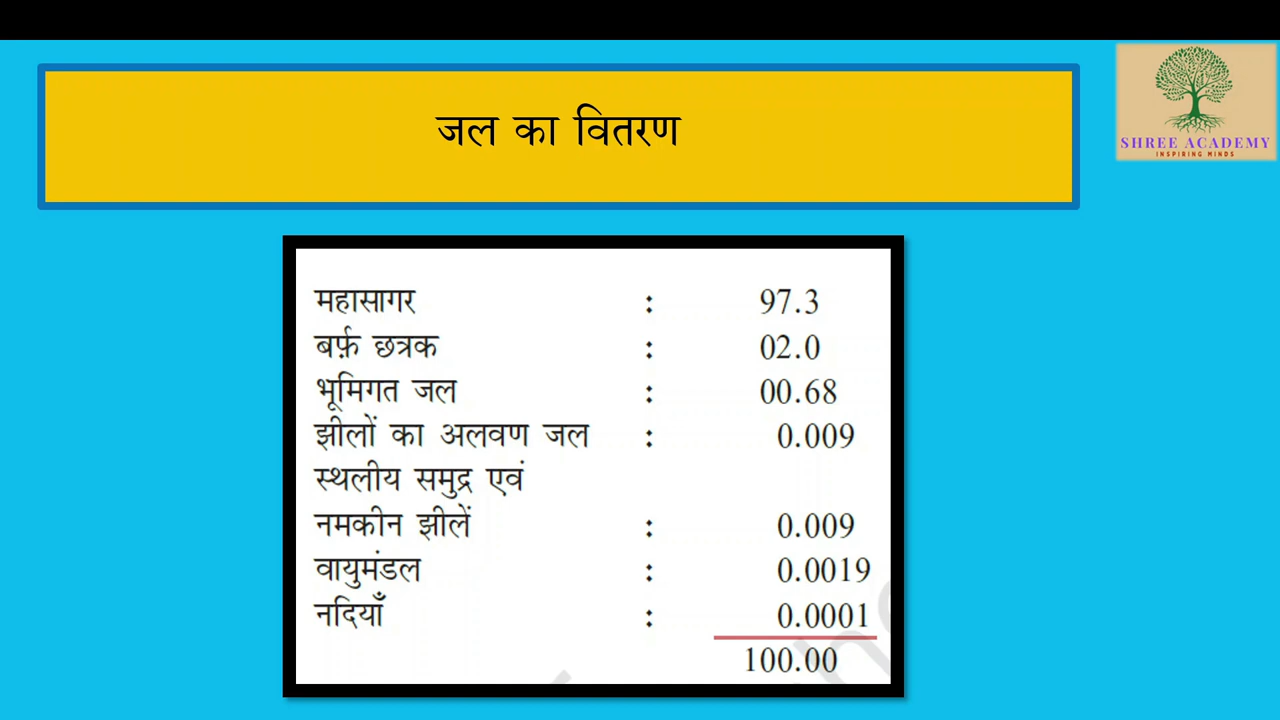 जल का वितरण
SHREE ACADEMY
INSPIRING MINDS
महासागर : 97.3
बर्फ़ छत्रक : 02.0
भूमिगत जल : 00.68
झीलों का अलवण जल : 0.009
स्थलीय समुद्र एवं
नमकीन झीलें : 0.009
वायुमंडल : 0.0019
नदियाँ : 0.0001
100.00